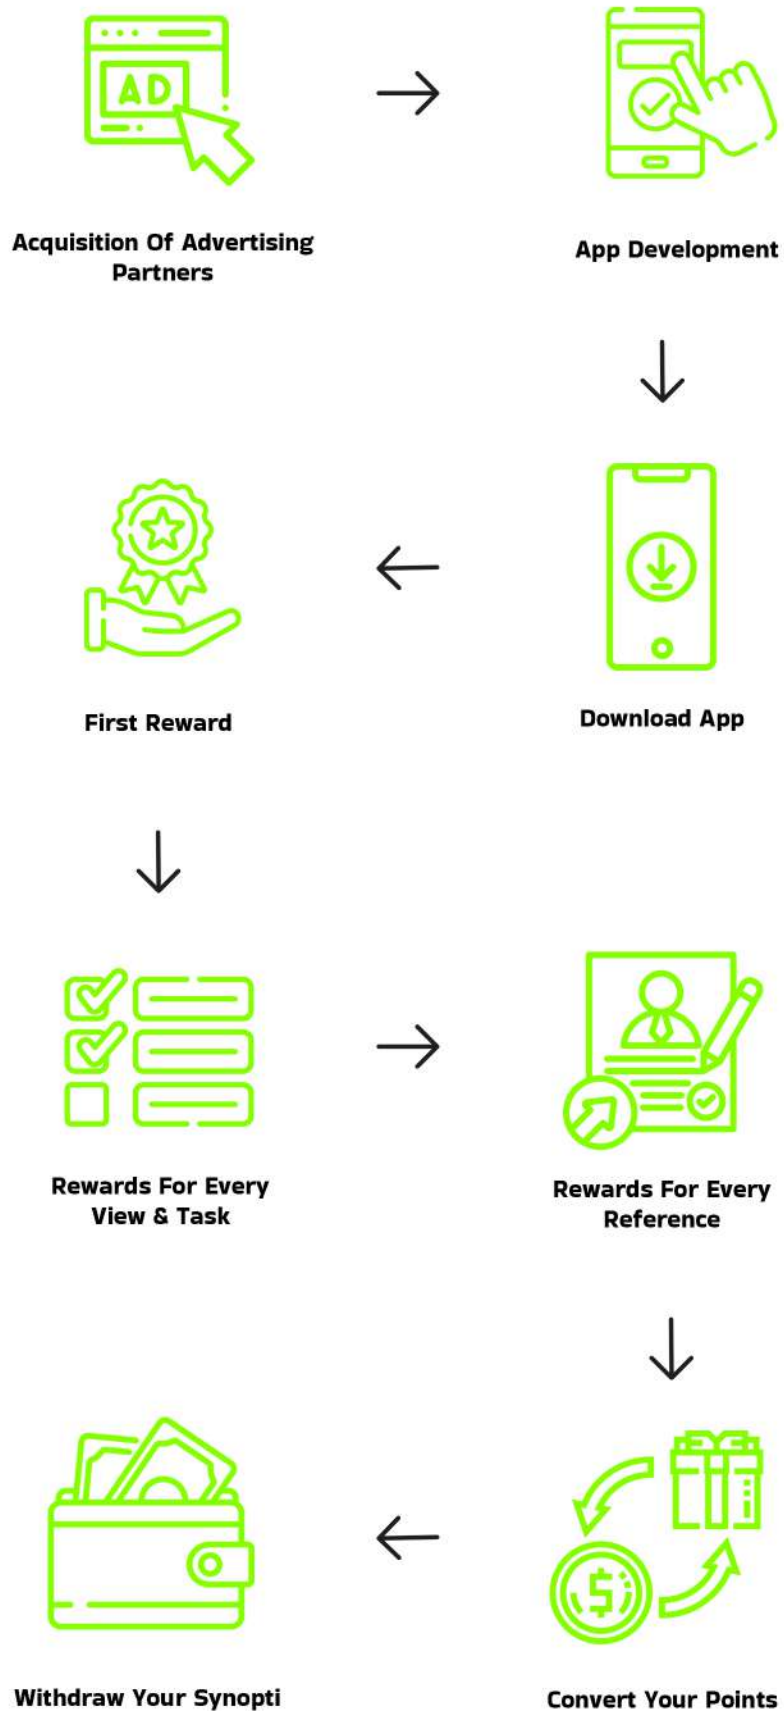 AD
Acquisition Of Advertising
Partners
App Development
First Reward
Download App
Rewards For Every
View & Task
Rewards For Every
Reference
$
Withdraw Your Synopti
Convert Your Points